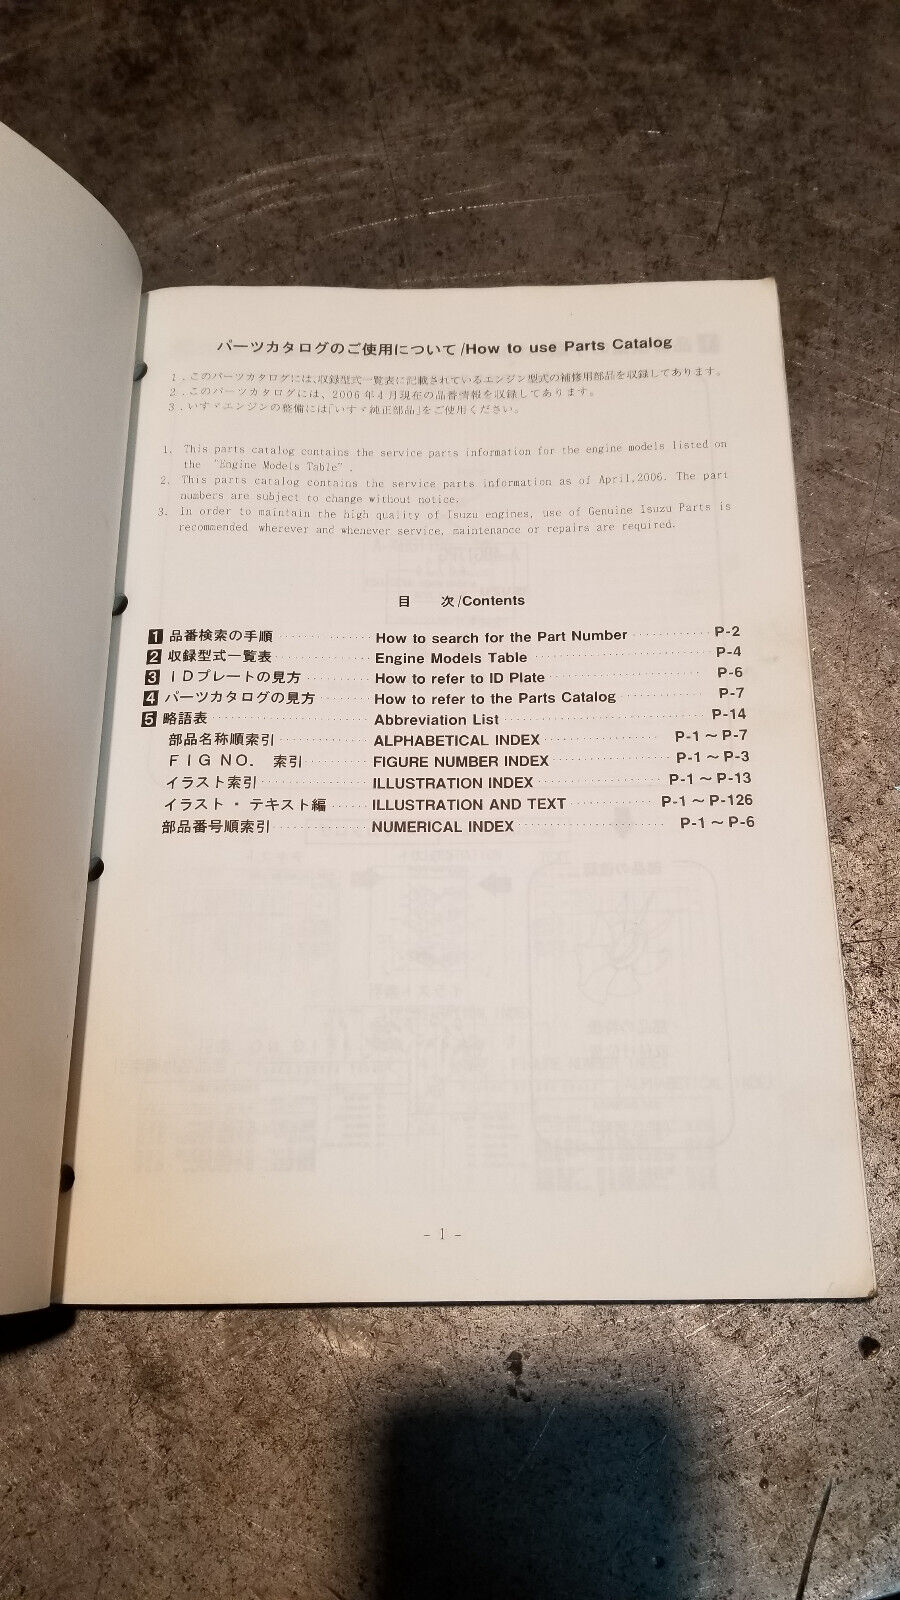 パーツカタログのご使用について/How to use Parts Catalog
1．このパーツカタログには、収録型式一覧表に記載されているエンジン型式の補修用部品を収録してあります。
2．このパーツカタログには、2006年4月現在の品番情報を収録してあります。
3．いすゞエンジンの整備には「いすゞ純正部品」をご使用ください。
1. This parts catalog contains the service parts information for the engine models listed on
the "Engine Models Table".
2. This parts catalog contains the service parts information as of April,2006. The part
numbers are subject to change without notice.
3. In order to maintain the high quality of Isuzu engines, use of Genuine Isuzu Parts is
recommended wherever and whenever service, maintenance or repairs are required.
目　次/Contents
1 品番検索の手順 ･････････ How to search for the Part Number ･････････ P-2
2 収録型式一覧表 ･････････ Engine Models Table ･････････ P-4
3 ＩＤプレートの見方 ･････････ How to refer to ID Plate ･････････ P-6
4 パーツカタログの見方 ･････････ How to refer to the Parts Catalog ･････････ P-7
5 略語表 ･････････ Abbreviation List ･････････ P-14
部品名称順索引 ･････････ ALPHABETICAL INDEX ･････････ P-1 ~ P-7
ＦＩＧ ＮＯ． 索引 ･････････ FIGURE NUMBER INDEX ･････････ P-1 ~ P-3
イラスト索引 ･････････ ILLUSTRATION INDEX ･････････ P-1 ~ P-13
イラスト・テキスト編 ･････････ ILLUSTRATION AND TEXT ･････････ P-1 ~ P-126
部品番号順索引 ･････････ NUMERICAL INDEX ･････････ P-1 ~ P-6
- 1 -